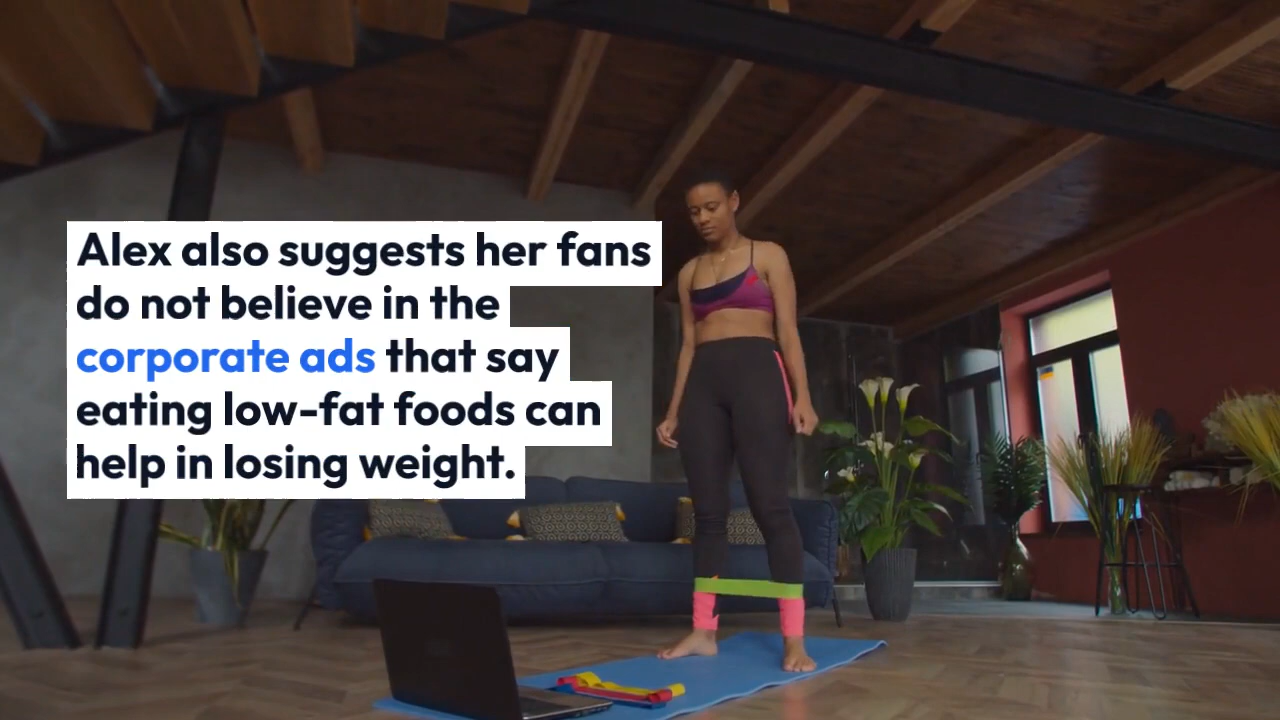 Alex also suggests her fans
do not believe in the
corporate ads that say
eating low-fat foods can
help in losing weight.